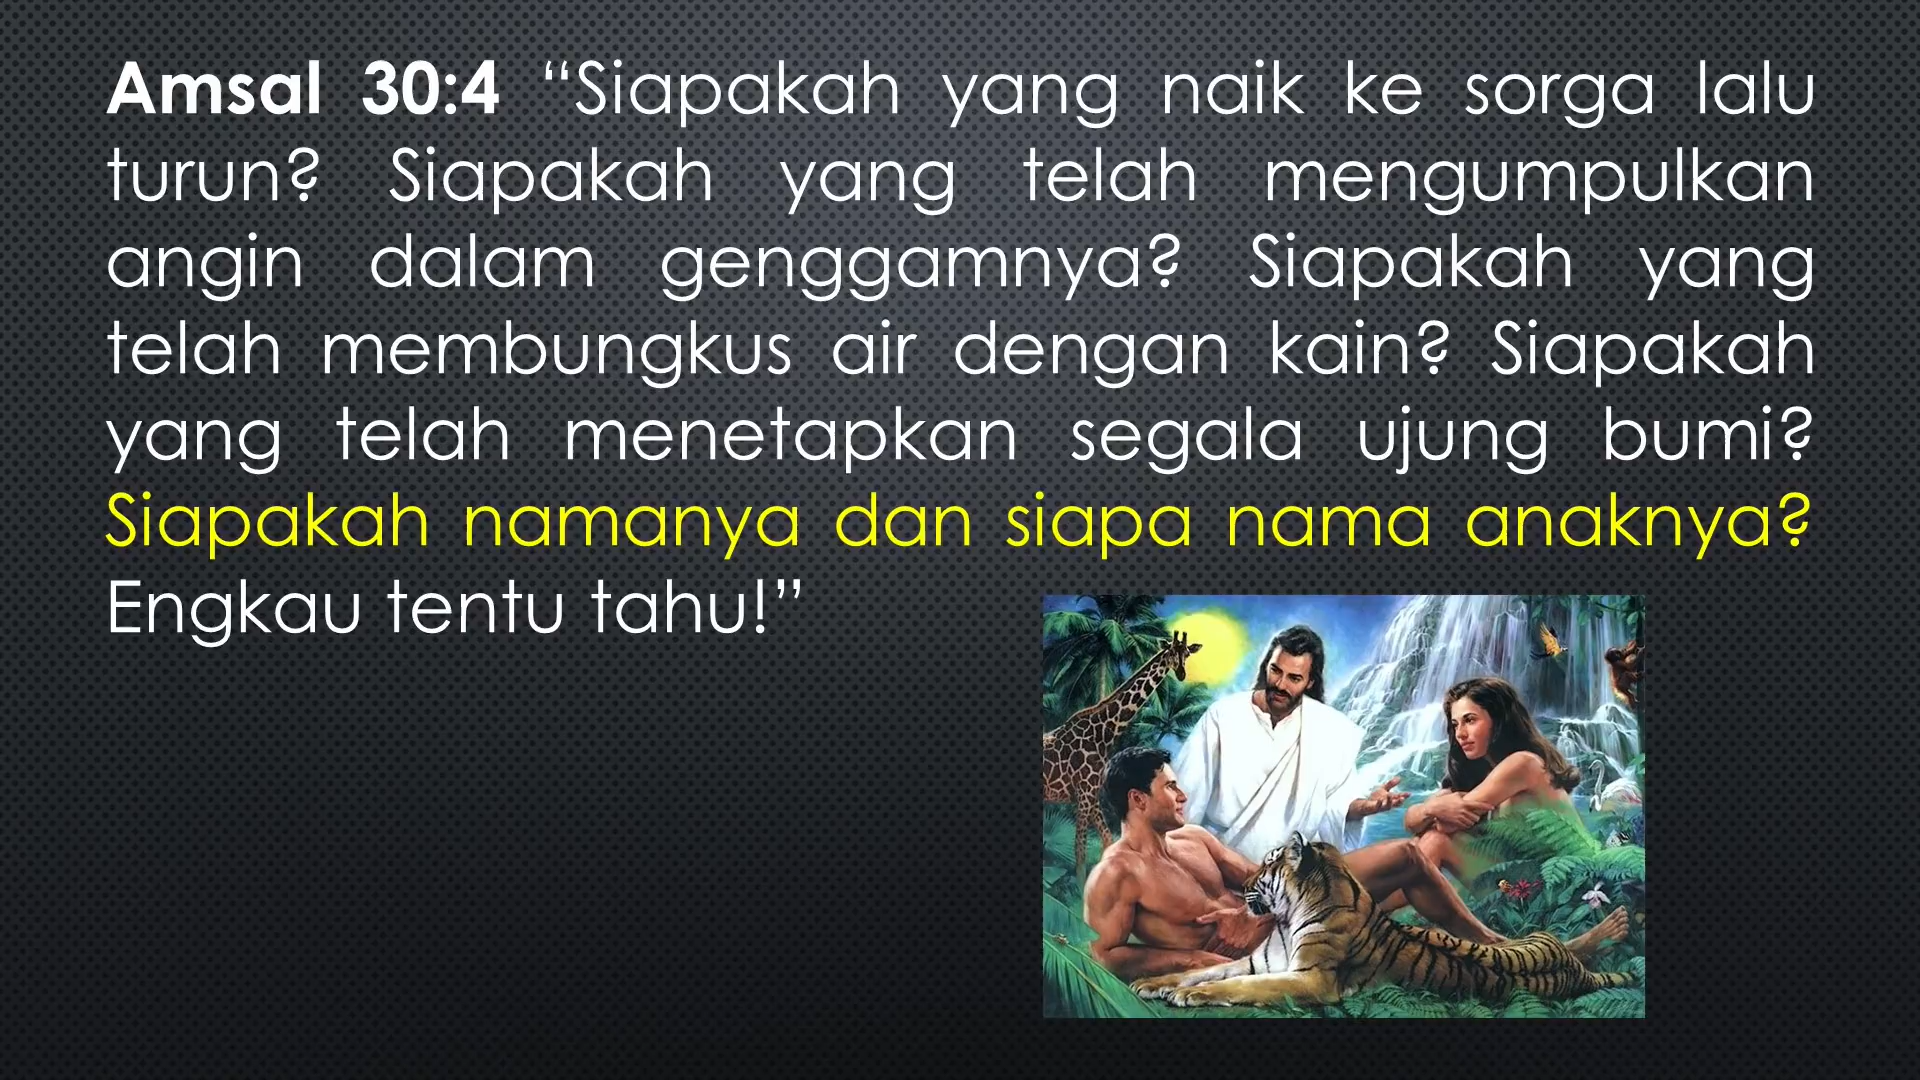 Amsal 30:4 “Siapakah yang naik ke sorga lalu
turun? Siapakah yang telah mengumpulkan
angin dalam genggamnya? Siapakah yang
telah membungkus air dengan kain? Siapakah
yang telah menetapkan segala ujung bumi?
Siapakah namanya dan siapa nama anaknya?
Engkau tentu tahu!”